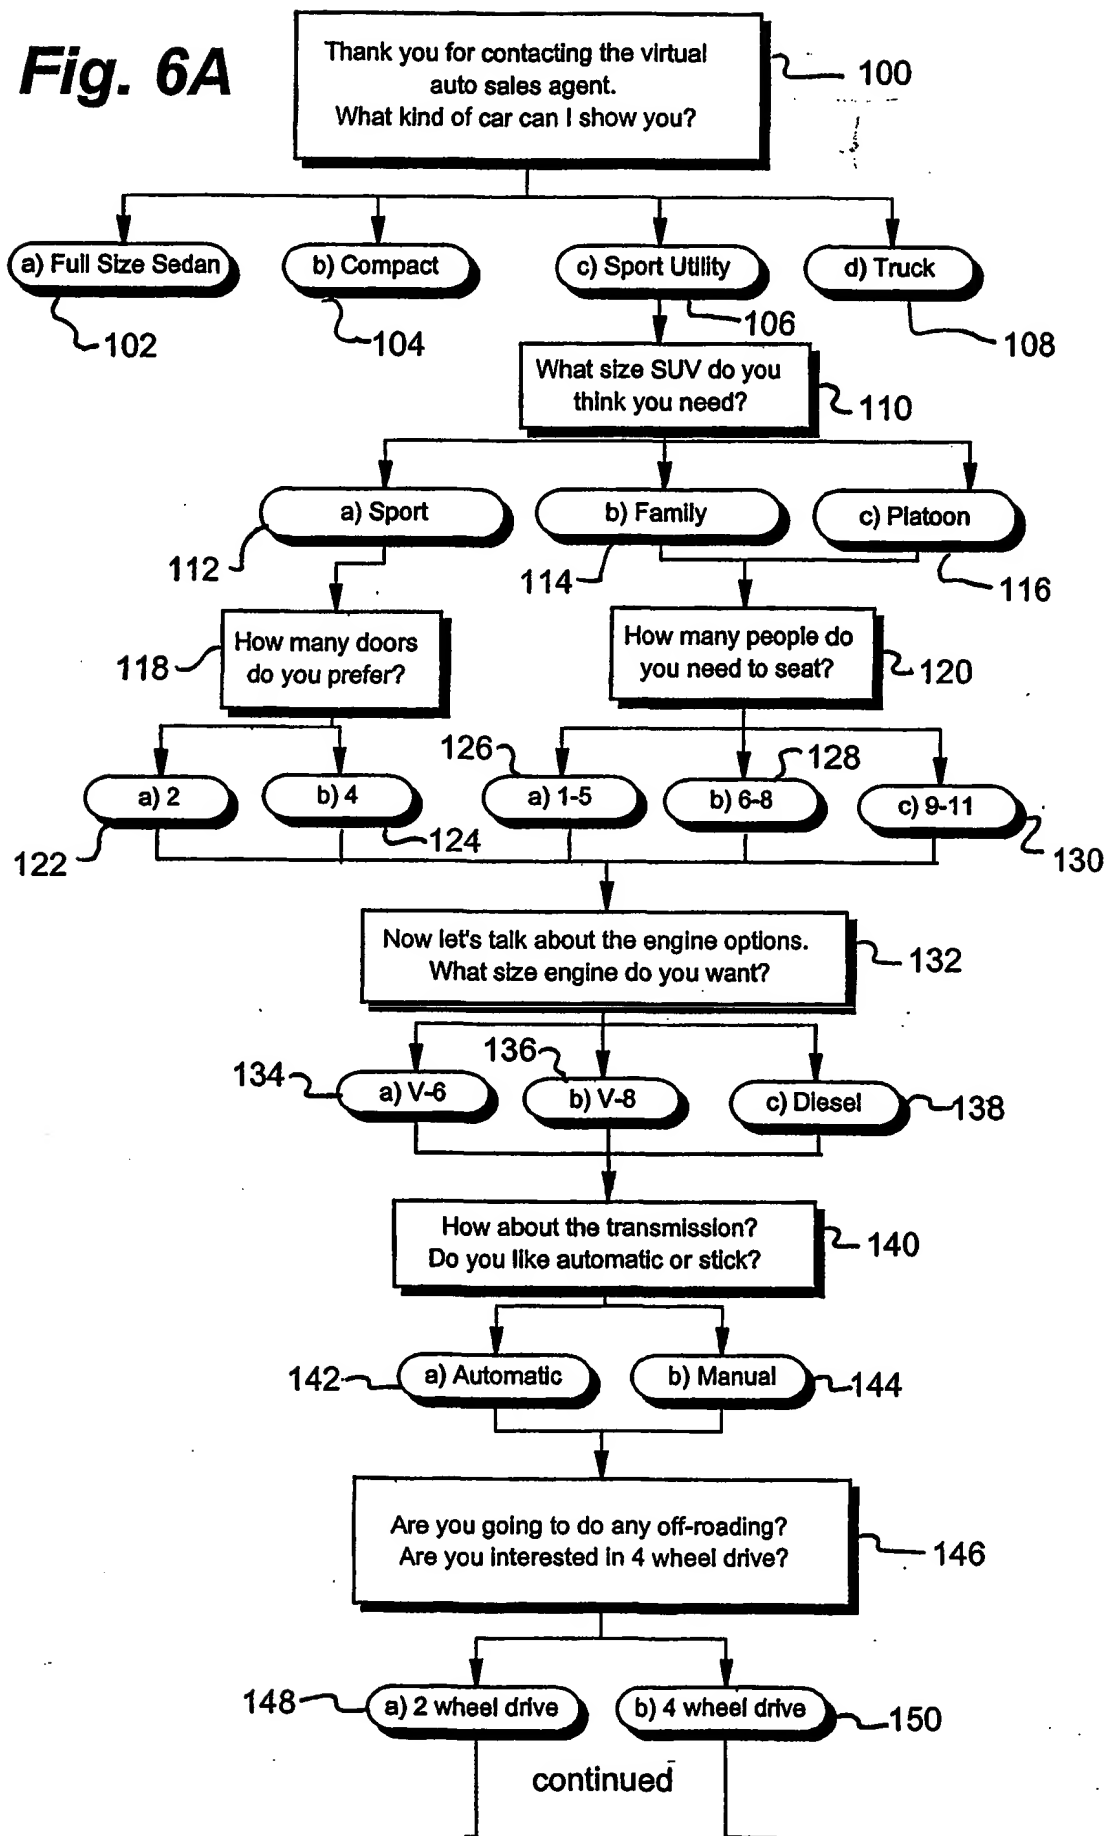 Fig. 6A
Thank you for contacting the virtual
auto sales agent.
What kind of car can I show you?
100
a) Full Size Sedan
b) Compact
c) Sport Utility
d) Truck
102
104
106
108
What size SUV do you
think you need?
110
a) Sport
b) Family
c) Platoon
112
114
116
How many doors
do you prefer?
118
How many people do
you need to seat?
120
126
128
a) 2
b) 4
a) 1-5
b) 6-8
c) 9-11
122
124
130
Now let's talk about the engine options.
What size engine do you want?
132
134
136
a) V-6
b) V-8
c) Diesel
138
How about the transmission?
Do you like automatic or stick?
140
142
a) Automatic
b) Manual
144
Are you going to do any off-roading?
Are you interested in 4 wheel drive?
146
148
a) 2 wheel drive
b) 4 wheel drive
150
continued